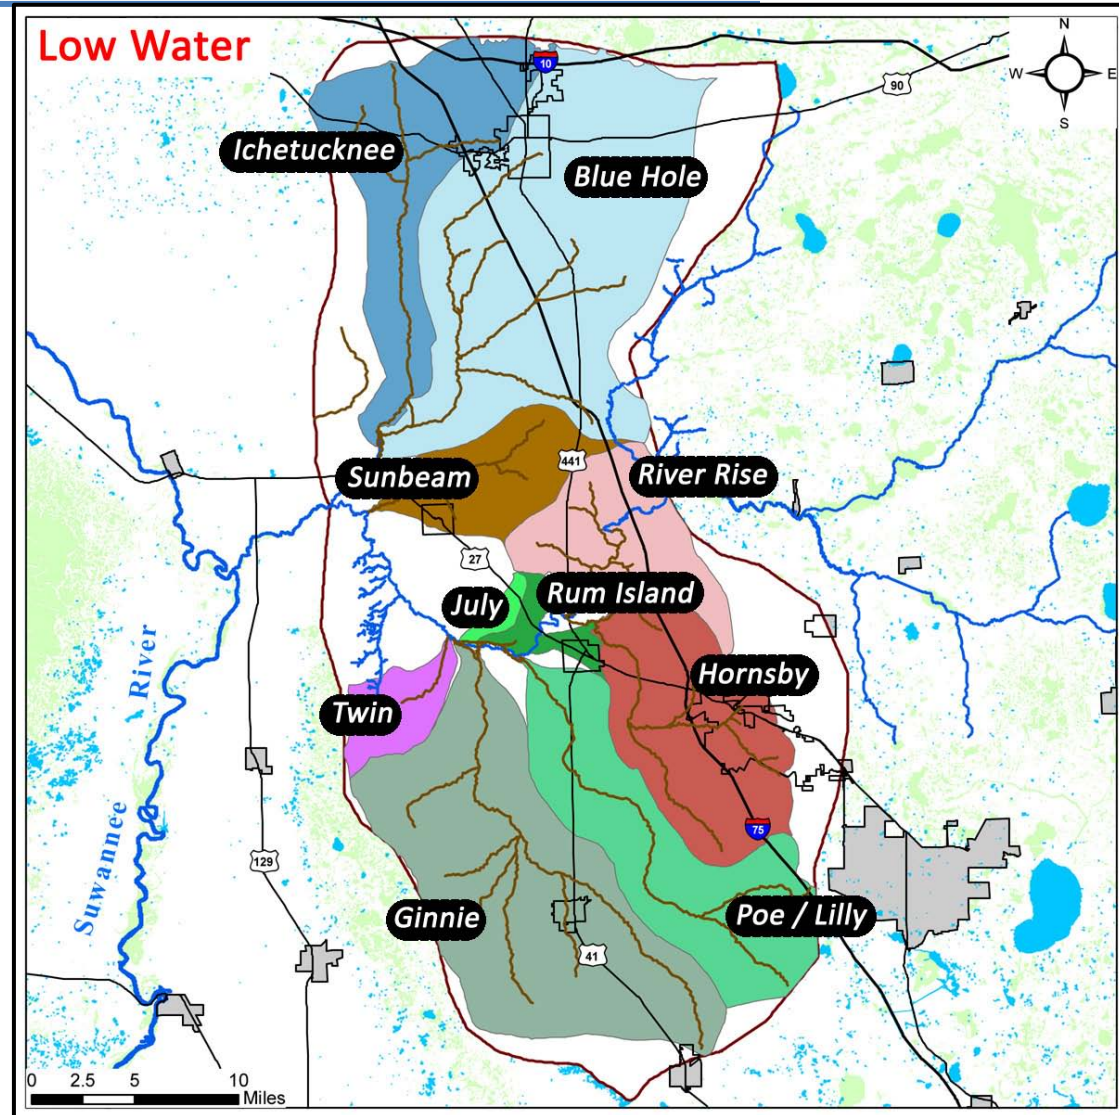 Low Water
N
W
E
S
10
90
Ichetucknee
Blue Hole
441
River Rise
Sunbeam
27
July
Rum Island
Hornsby
Twin
Suwannee River
75
129
Ginnie
Poe / Lilly
41
0 2.5 5 10
Miles